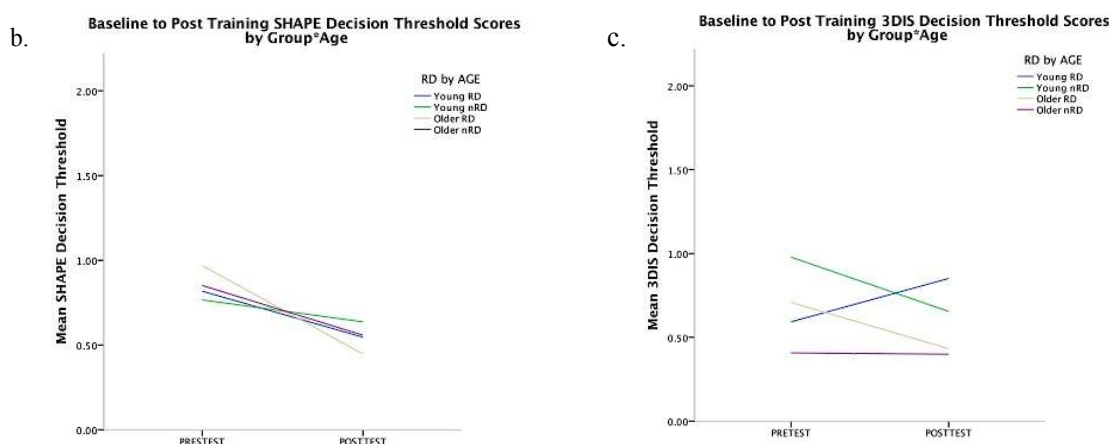 b.
Baseline to Post Training SHAPE Decision Threshold Scores
by Group*Age
RD by AGE
Young RD
Young nRD
Older RD
Older nRD
Mean SHAPE Decision Threshold
2.00
1.50
1.00
0.50
0.00
PRESTEST
POSTTEST
c.
Baseline to Post Training 3DIS Decision Threshold Scores
by Group*Age
RD by AGE
Young RD
Young nRD
Older RD
Older nRD
Mean 3DIS Decision Threshold
2.00
1.50
1.00
0.50
0.00
PRETEST
POSTTEST